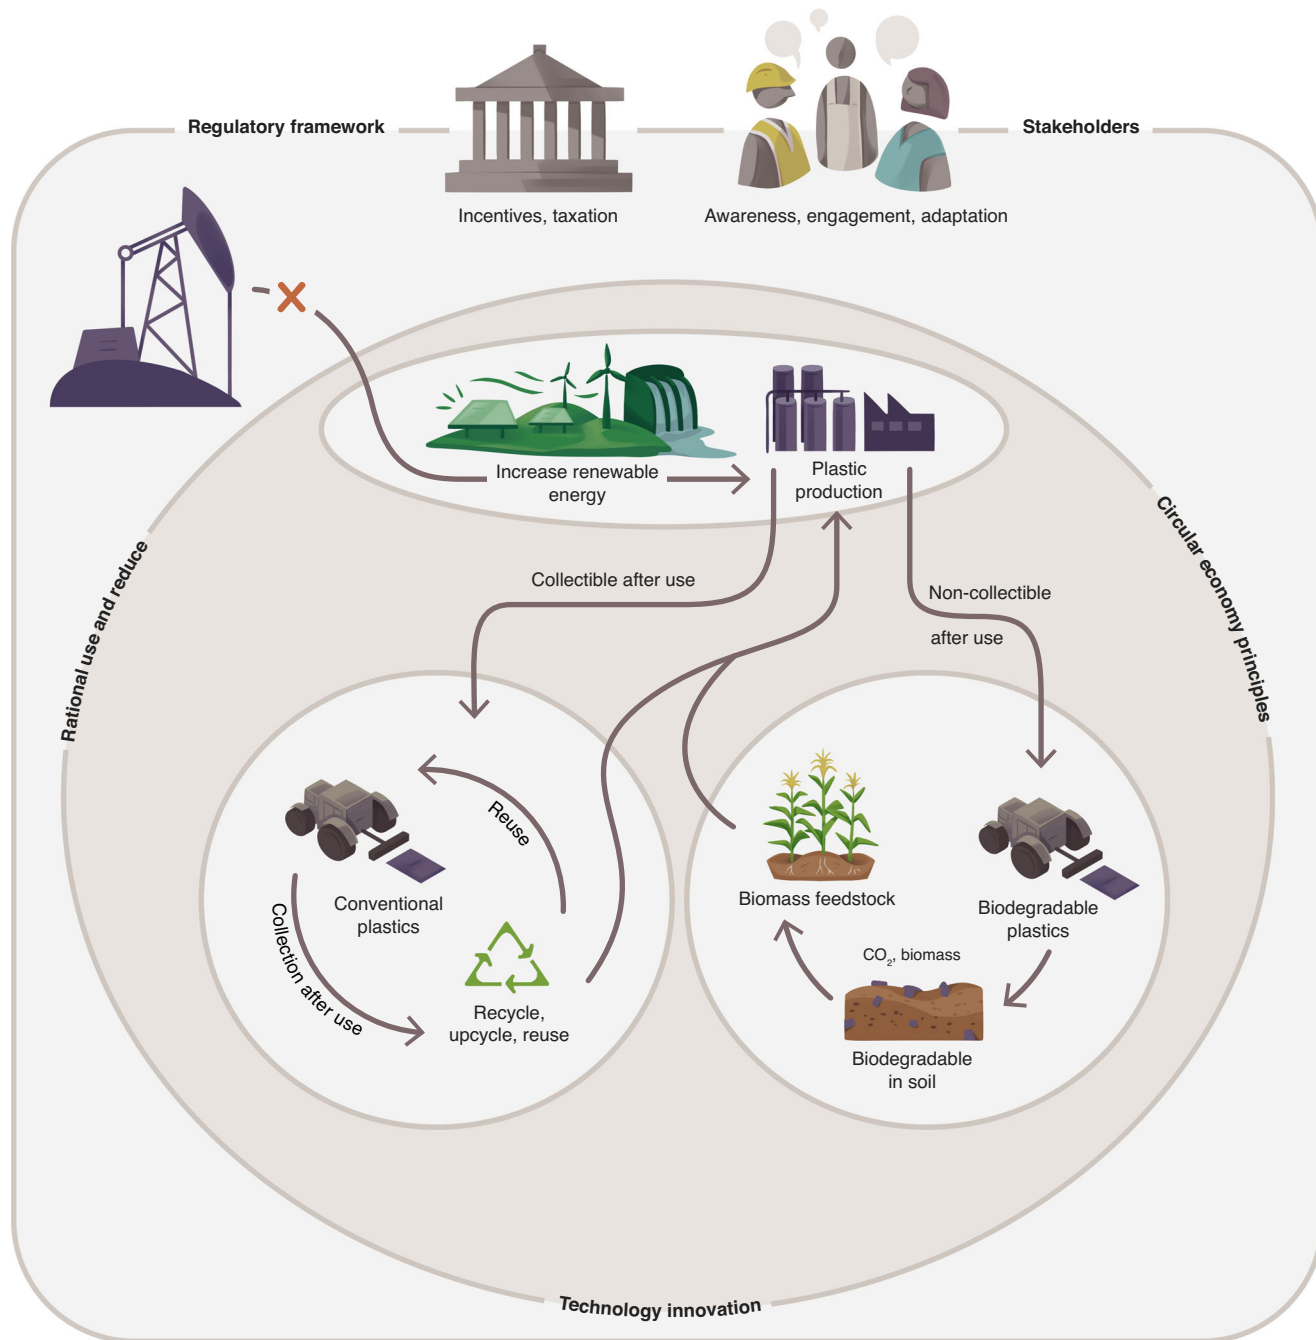 Regulatory framework
Stakeholders
Incentives, taxation
Awareness, engagement, adaptation
Increase renewable
energy
Plastic
production
Rational use and reduce
Circular economy principles
Collectible after use
Non-collectible
after use
Reuse
Conventional
plastics
Collection after use
Recycle,
upcycle, reuse
Biomass feedstock
Biodegradable
plastics
CO₂, biomass
Biodegradable
in soil
Technology innovation